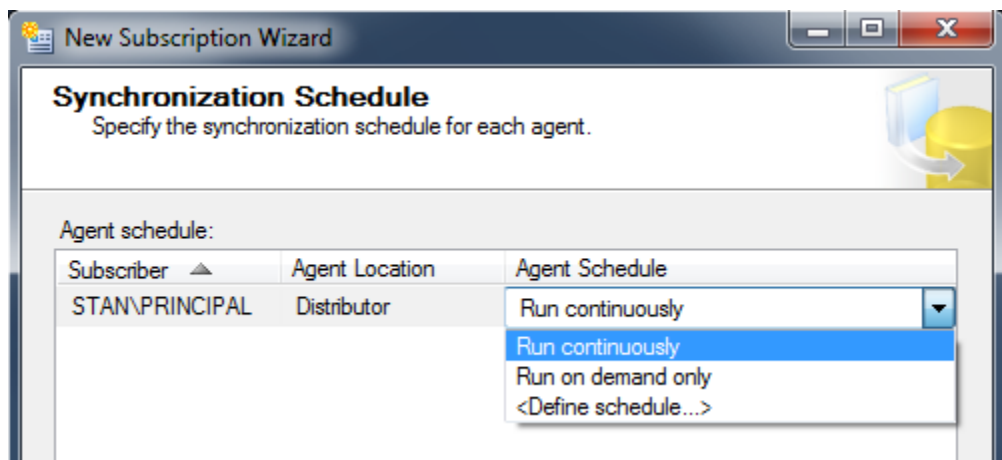 New Subscription Wizard
Synchronization Schedule
Specify the synchronization schedule for each agent.
Agent schedule:
Subscriber Agent Location Agent Schedule
STAN\PRINCIPAL Distributor Run continuously
Run continuously
Run on demand only
<Define schedule...>